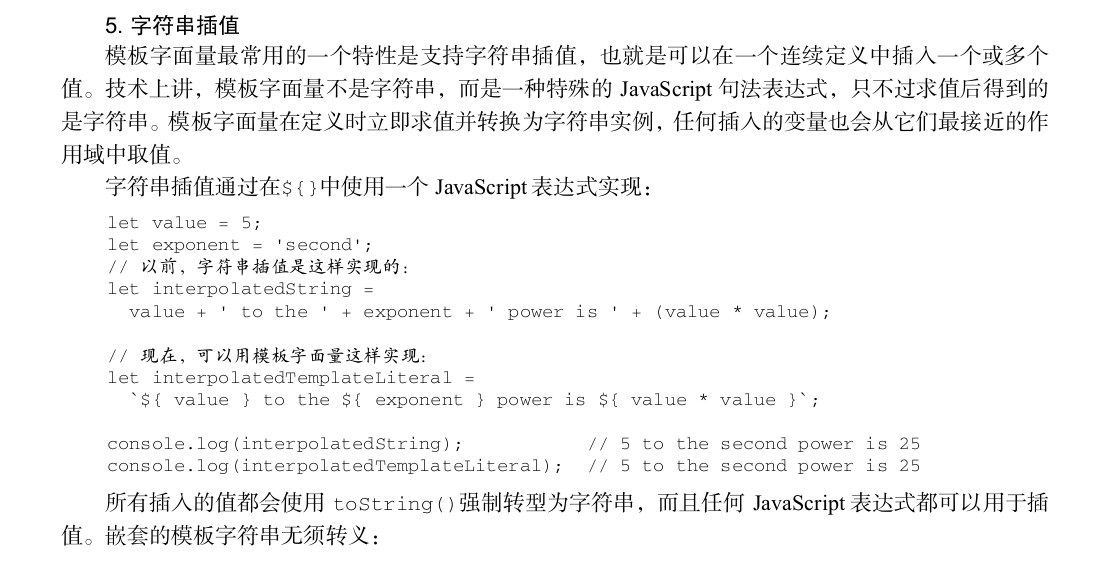 5. 字符串插值
模板字面量最常用的一个特性是支持字符串插值，也就是可以在一个连续定义中插入一个或多个
值。技术上讲，模板字面量不是字符串，而是一种特殊的 JavaScript 句法表达式，只不过求值后得到的
是字符串。模板字面量在定义时立即求值并转换为字符串实例，任何插入的变量也会从它们最接近的作
用域中取值。
字符串插值通过在${}中使用一个 JavaScript 表达式实现：
let value = 5;
let exponent = 'second';
// 以前，字符串插值是这样实现的：
let interpolatedString =
  value + ' to the ' + exponent + ' power is ' + (value * value);
// 现在，可以用模板字面量这样实现：
let interpolatedTemplateLiteral =
  `${ value } to the ${ exponent } power is ${ value * value }`;
console.log(interpolatedString);           // 5 to the second power is 25
console.log(interpolatedTemplateLiteral);  // 5 to the second power is 25
所有插入的值都会使用 toString()强制转型为字符串，而且任何 JavaScript 表达式都可以用于插
值。嵌套的模板字符串无须转义：